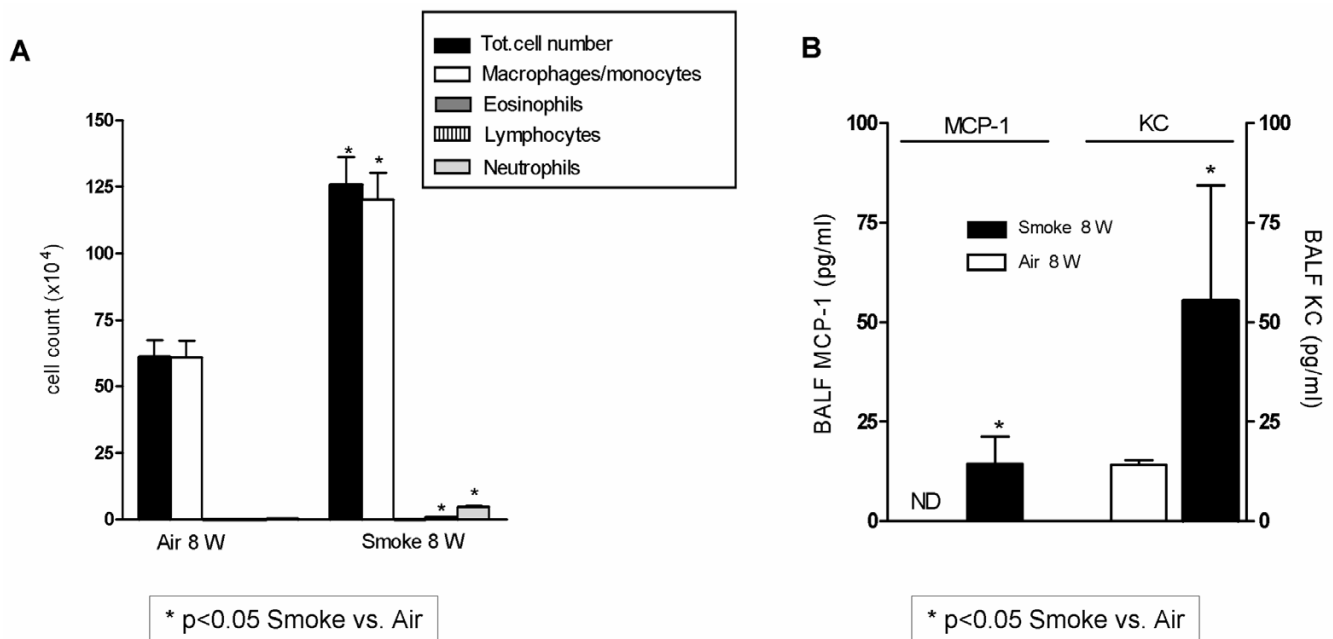 A
Tot.cell number
Macrophages/monocytes
Eosinophils
Lymphocytes
Neutrophils
cell count (x10⁴)
150
125
100
75
50
25
0
* *
* *
Air 8 W
Smoke 8 W
* p<0.05 Smoke vs. Air
B
MCP-1
KC
BALF MCP-1 (pg/ml)
100
75
50
25
0
Smoke 8 W
Air 8 W
ND
*
*
100
75
50
25
0
BALF KC (pg/ml)
* p<0.05 Smoke vs. Air